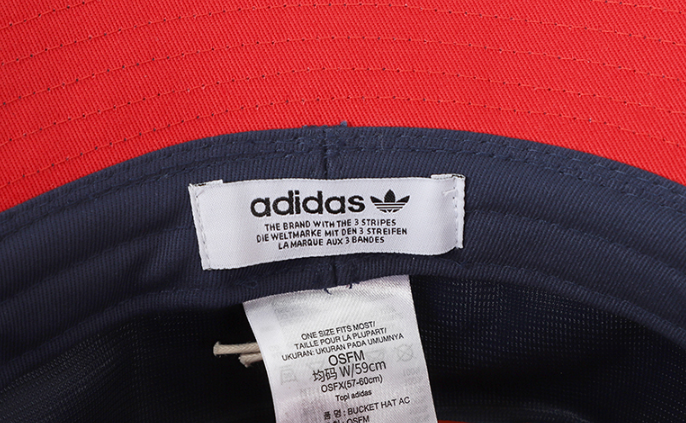 adidas
THE BRAND WITH THE 3 STRIPES
DIE WELTMARKE MIT DEN 3 STREIFEN
LA MARQUE AUX 3 BANDES
ONE SIZE FITS MOST/
TAILLE POUR LA PLUPART/
UKURAN: UKURAN PADA UMUMNYA
OSFM
均码 W/59cm
OSFX(57-60cm)
Topi adidas
품명 : BUCKET HAT AC
: OSFM